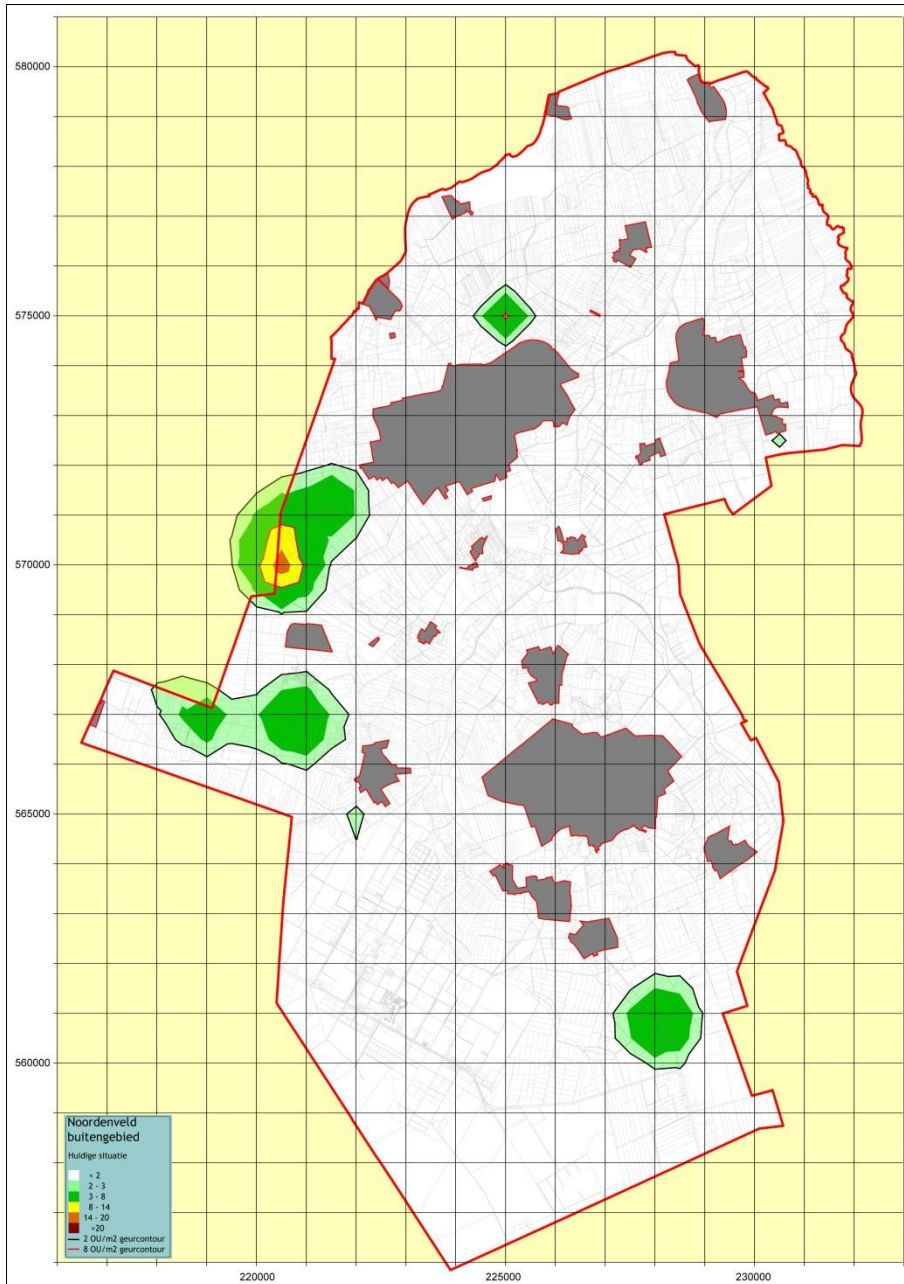 580000
575000
570000
565000
560000
Noordenveld
buitengebied
Huidige situatie
< 2
2 - 3
3 - 8
8 - 14
14 - 20
>20
2 OU/m2 geurcontour
8 OU/m2 geurcontour
220000 225000 230000